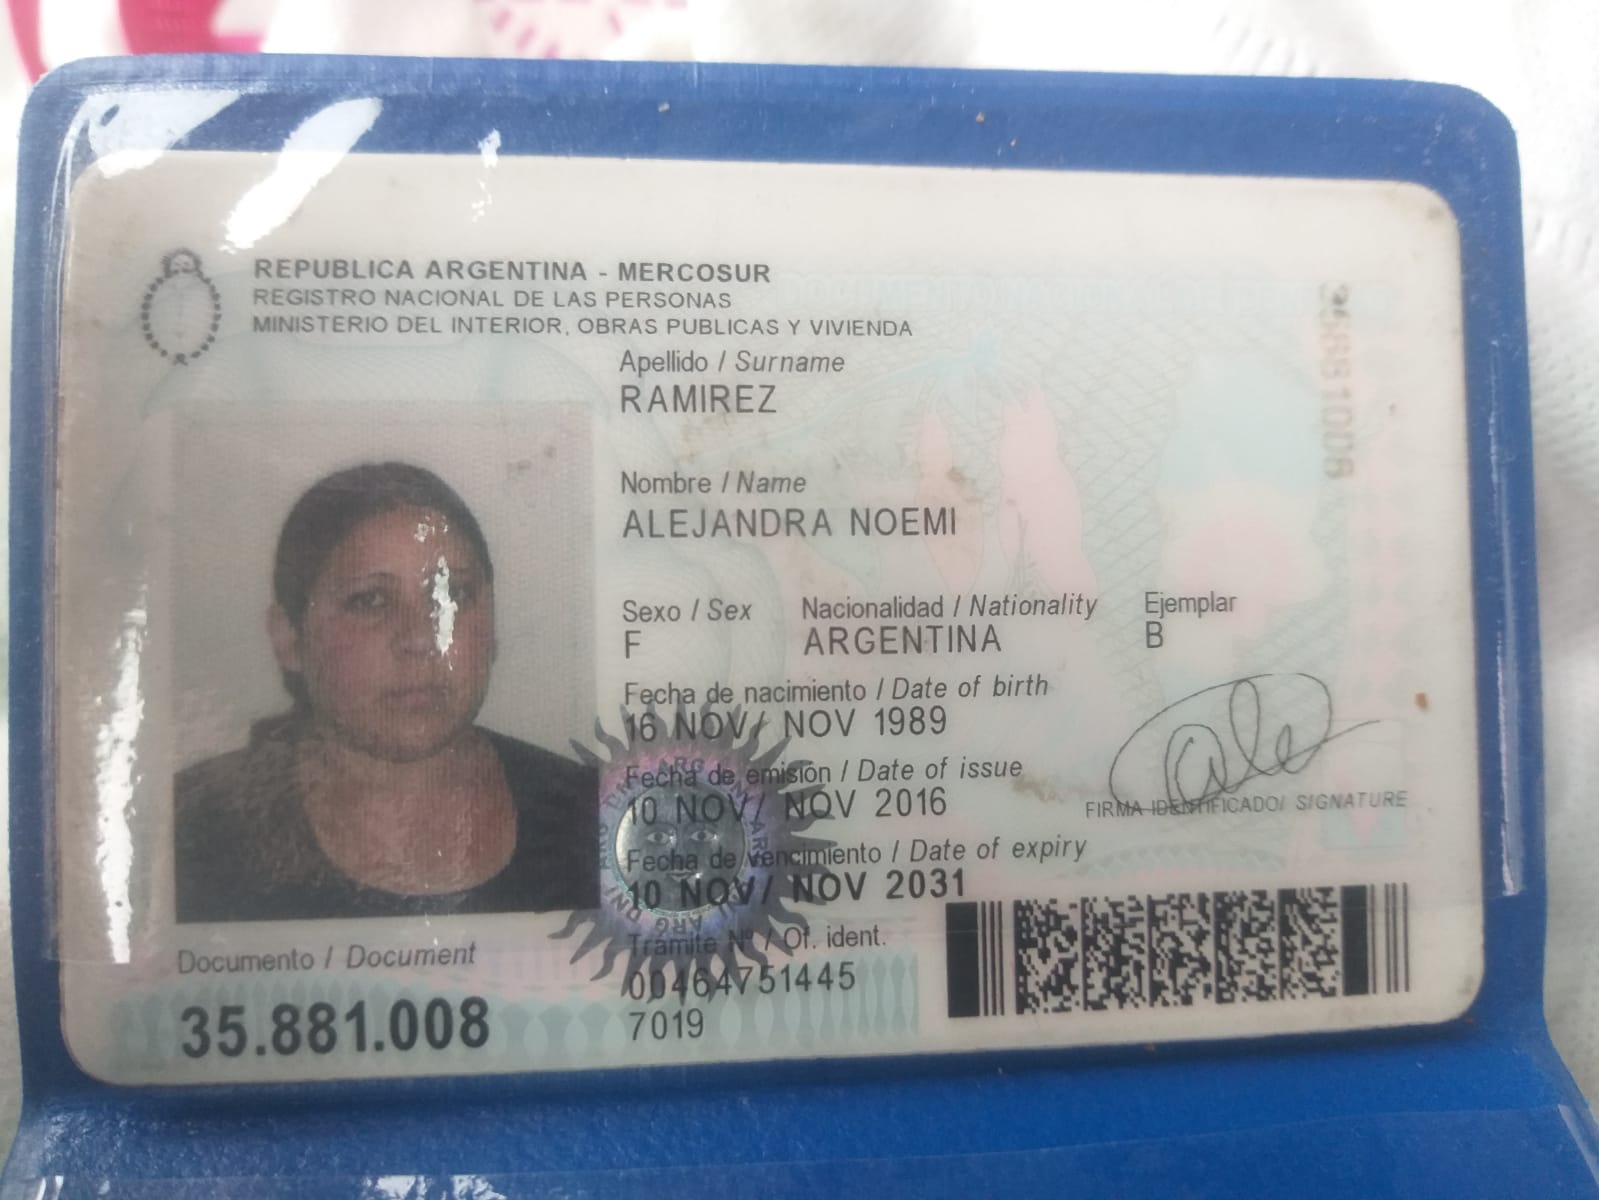 REPUBLICA ARGENTINA - MERCOSUR
REGISTRO NACIONAL DE LAS PERSONAS
MINISTERIO DEL INTERIOR, OBRAS PUBLICAS Y VIVIENDA
Apellido / Surname
RAMIREZ
Nombre / Name
ALEJANDRA NOEMI
Sexo / Sex Nacionalidad / Nationality Ejemplar
F ARGENTINA B
Fecha de nacimiento / Date of birth
16 NOV/ NOV 1989
Fecha de emisión / Date of issue
10 NOV/ NOV 2016
FIRMA IDENTIFICADO/ SIGNATURE
Fecha de vencimiento / Date of expiry
10 NOV/ NOV 2031
Tramite Nº / Of. ident.
00464751445
7019
Documento / Document
35.881.008